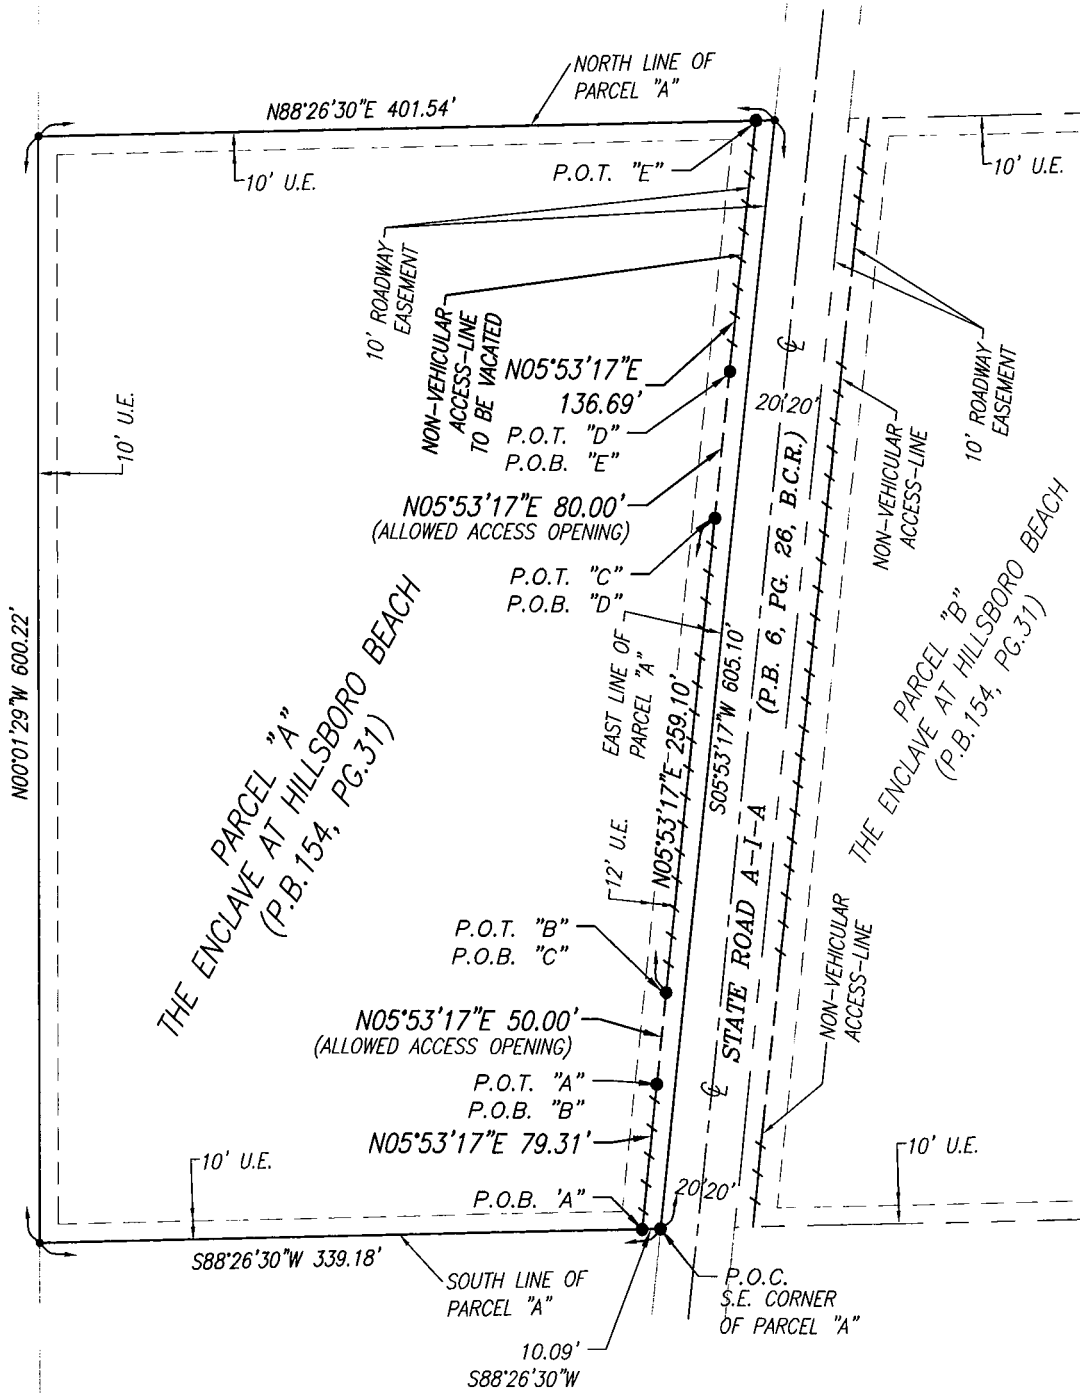 NORTH LINE OF
PARCEL "A"
N88°26'30"E 401.54'
10' U.E.
P.O.T. "E"
10' U.E.
10' ROADWAY
EASEMENT
NON-VEHICULAR
ACCESS-LINE
TO BE VACATED
N05°53'17"E
136.69'
P.O.T. "D"
P.O.B. "E"
℄
20'
20'
10' ROADWAY
EASEMENT
NON-VEHICULAR
ACCESS-LINE
10' U.E.
N05°53'17"E 80.00'
(ALLOWED ACCESS OPENING)
P.O.T. "C"
P.O.B. "D"
N00°01'29"W 600.22'
PARCEL "A"
THE ENCLAVE AT HILLSBORO BEACH
(P.B.154, PG.31)
EAST LINE OF
PARCEL "A"
N05°53'17"E 259.10'
S05°53'17"W 605.10'
STATE ROAD A-1-A
(P.B. 6, PG. 26, B.C.R.)
PARCEL "B"
THE ENCLAVE AT HILLSBORO BEACH
(P.B.154, PG.31)
12' U.E.
P.O.T. "B"
P.O.B. "C"
N05°53'17"E 50.00'
(ALLOWED ACCESS OPENING)
NON-VEHICULAR
ACCESS-LINE
℄
P.O.T. "A"
P.O.B. "B"
N05°53'17"E 79.31'
10' U.E.
10' U.E.
P.O.B. 'A"
20'
20'
S88°26'30"W 339.18'
SOUTH LINE OF
PARCEL "A"
P.O.C.
S.E. CORNER
OF PARCEL "A"
10.09'
S88°26'30"W